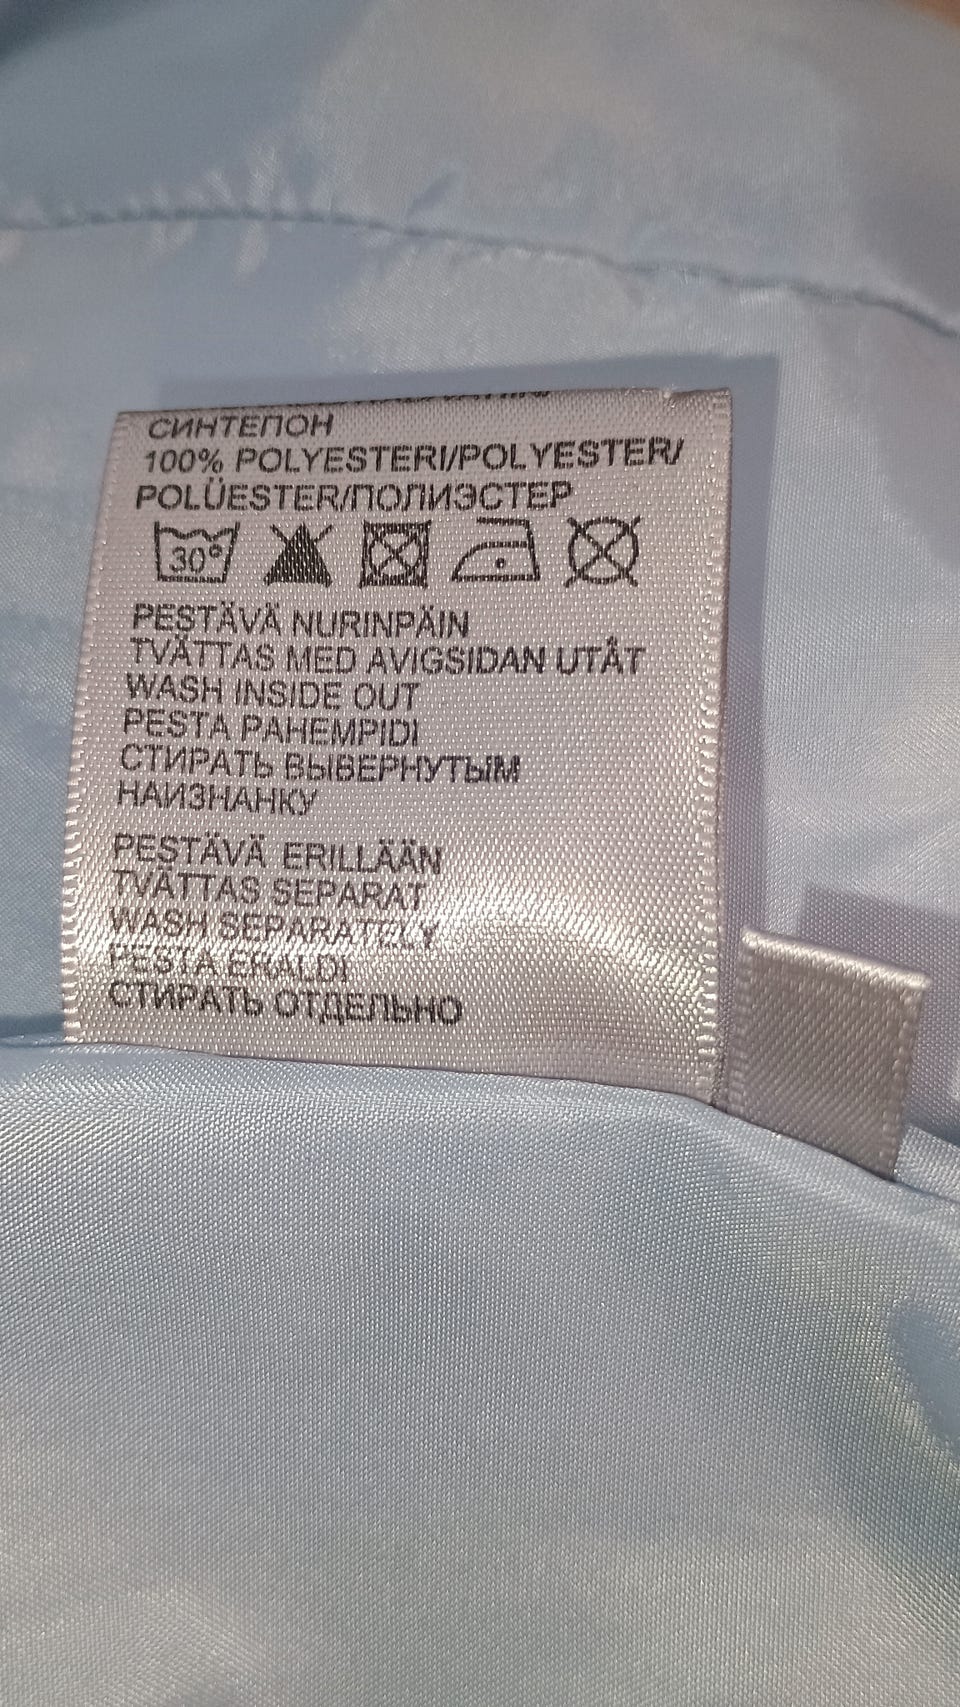 СИНТЕПОН
100% POLYESTERI/POLYESTER/
POLÜESTER/ПОЛИЭСТЕР
30°
PESTÄVÄ NURINPÄIN
TVÄTTAS MED AVIGSIDAN UTÅT
WASH INSIDE OUT
PESTA PAHEMPIDI
СТИРАТЬ ВЫВЕРНУТЫМ
НАИЗНАНКУ
PESTÄVÄ ERILLÄÄN
TVÄTTAS SEPARAT
WASH SEPARATELY
PESTA ERALDI
СТИРАТЬ ОТДЕЛЬНО